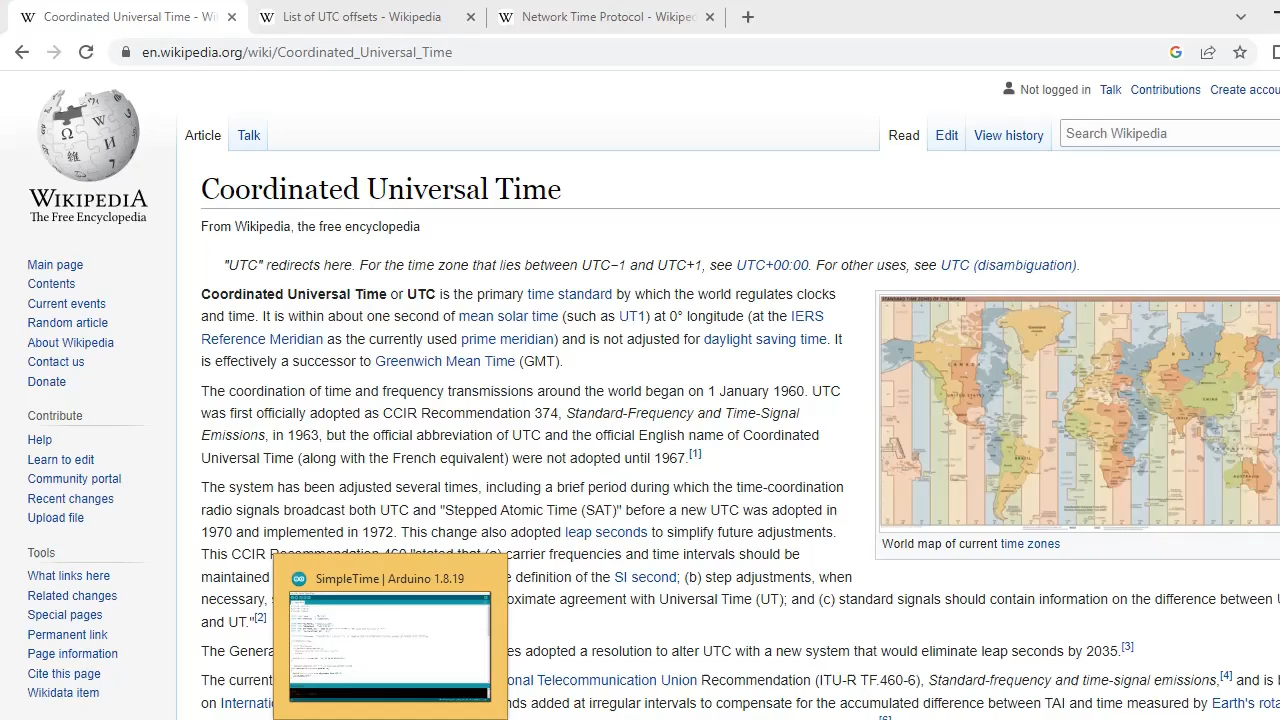 Coordinated Universal Time - Wi
List of UTC offsets - Wikipedia
Network Time Protocol - Wikiped
en.wikipedia.org/wiki/Coordinated_Universal_Time
Not logged in Talk Contributions Create accou
Article Talk Read Edit View history Search Wikipedia
WIKIPEDIA
The Free Encyclopedia
Main page
Contents
Current events
Random article
About Wikipedia
Contact us
Donate
Contribute
Help
Learn to edit
Community portal
Recent changes
Upload file
Tools
What links here
Related changes
Special pages
Permanent link
Page information
Cite this page
Wikidata item
Coordinated Universal Time
From Wikipedia, the free encyclopedia
"UTC" redirects here. For the time zone that lies between UTC−1 and UTC+1, see UTC+00:00. For other uses, see UTC (disambiguation).
Coordinated Universal Time or UTC is the primary time standard by which the world regulates clocks
and time. It is within about one second of mean solar time (such as UT1) at 0° longitude (at the IERS
Reference Meridian as the currently used prime meridian) and is not adjusted for daylight saving time. It
is effectively a successor to Greenwich Mean Time (GMT).
The coordination of time and frequency transmissions around the world began on 1 January 1960. UTC
was first officially adopted as CCIR Recommendation 374, Standard-Frequency and Time-Signal
Emissions, in 1963, but the official abbreviation of UTC and the official English name of Coordinated
Universal Time (along with the French equivalent) were not adopted until 1967.[1]
The system has been adjusted several times, including a brief period during which the time-coordination
radio signals broadcast both UTC and "Stepped Atomic Time (SAT)" before a new UTC was adopted in
1970 and implemented in 1972. This change also adopted leap seconds to simplify future adjustments.
This CCIR Recommendation 460 "stated that (a) carrier frequencies and time intervals should be
maintained definition of the SI second; (b) step adjustments, when
necessary, agreement with Universal Time (UT); and (c) standard signals should contain information on the difference between U
and UT."[2]
The Genera adopted a resolution to alter UTC with a new system that would eliminate leap seconds by 2035.[3]
The current onal Telecommunication Union Recommendation (ITU-R TF.460-6), Standard-frequency and time-signal emissions,[4] and is b
on Internatio nds added at irregular intervals to compensate for the accumulated difference between TAI and time measured by Earth's rota
[6]
STANDARD TIME ZONES OF THE WORLD
CANADA
UNITED STATES
BRAZIL
RUSSIA
CHINA
AUSTRALIA
World map of current time zones
SimpleTime | Arduino 1.8.19